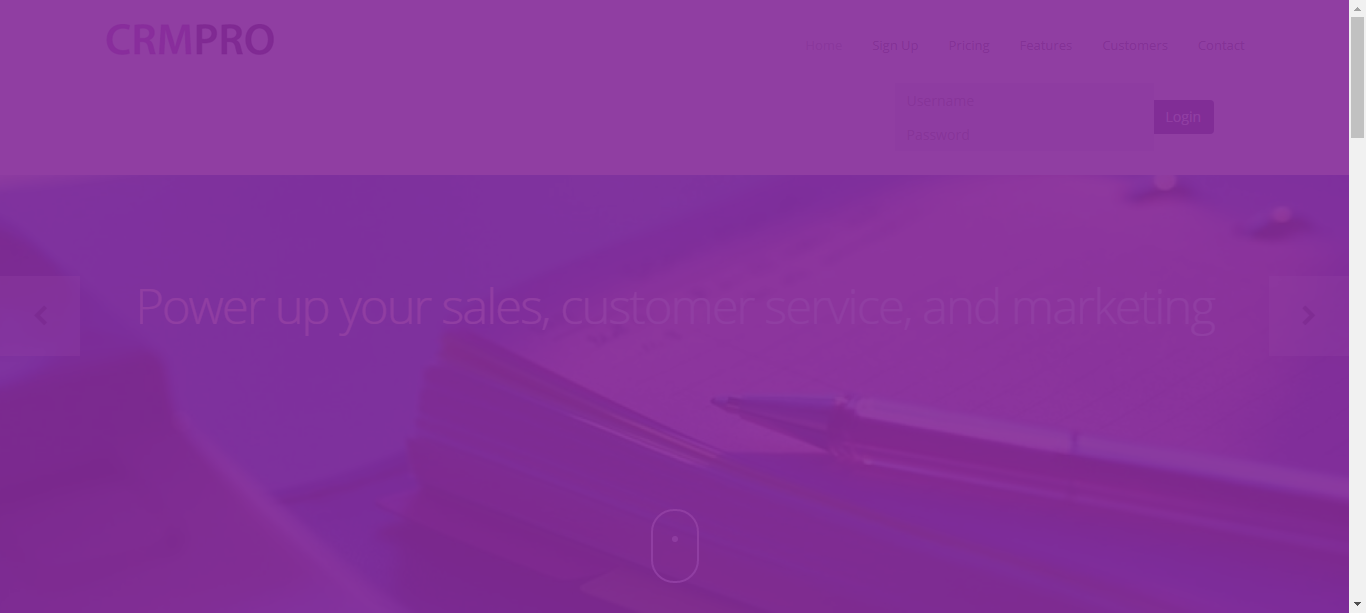 CRMPRO
Home Sign Up Pricing Features Customers Contact
Username
Password
Login
Power up your sales, customer service, and marketing